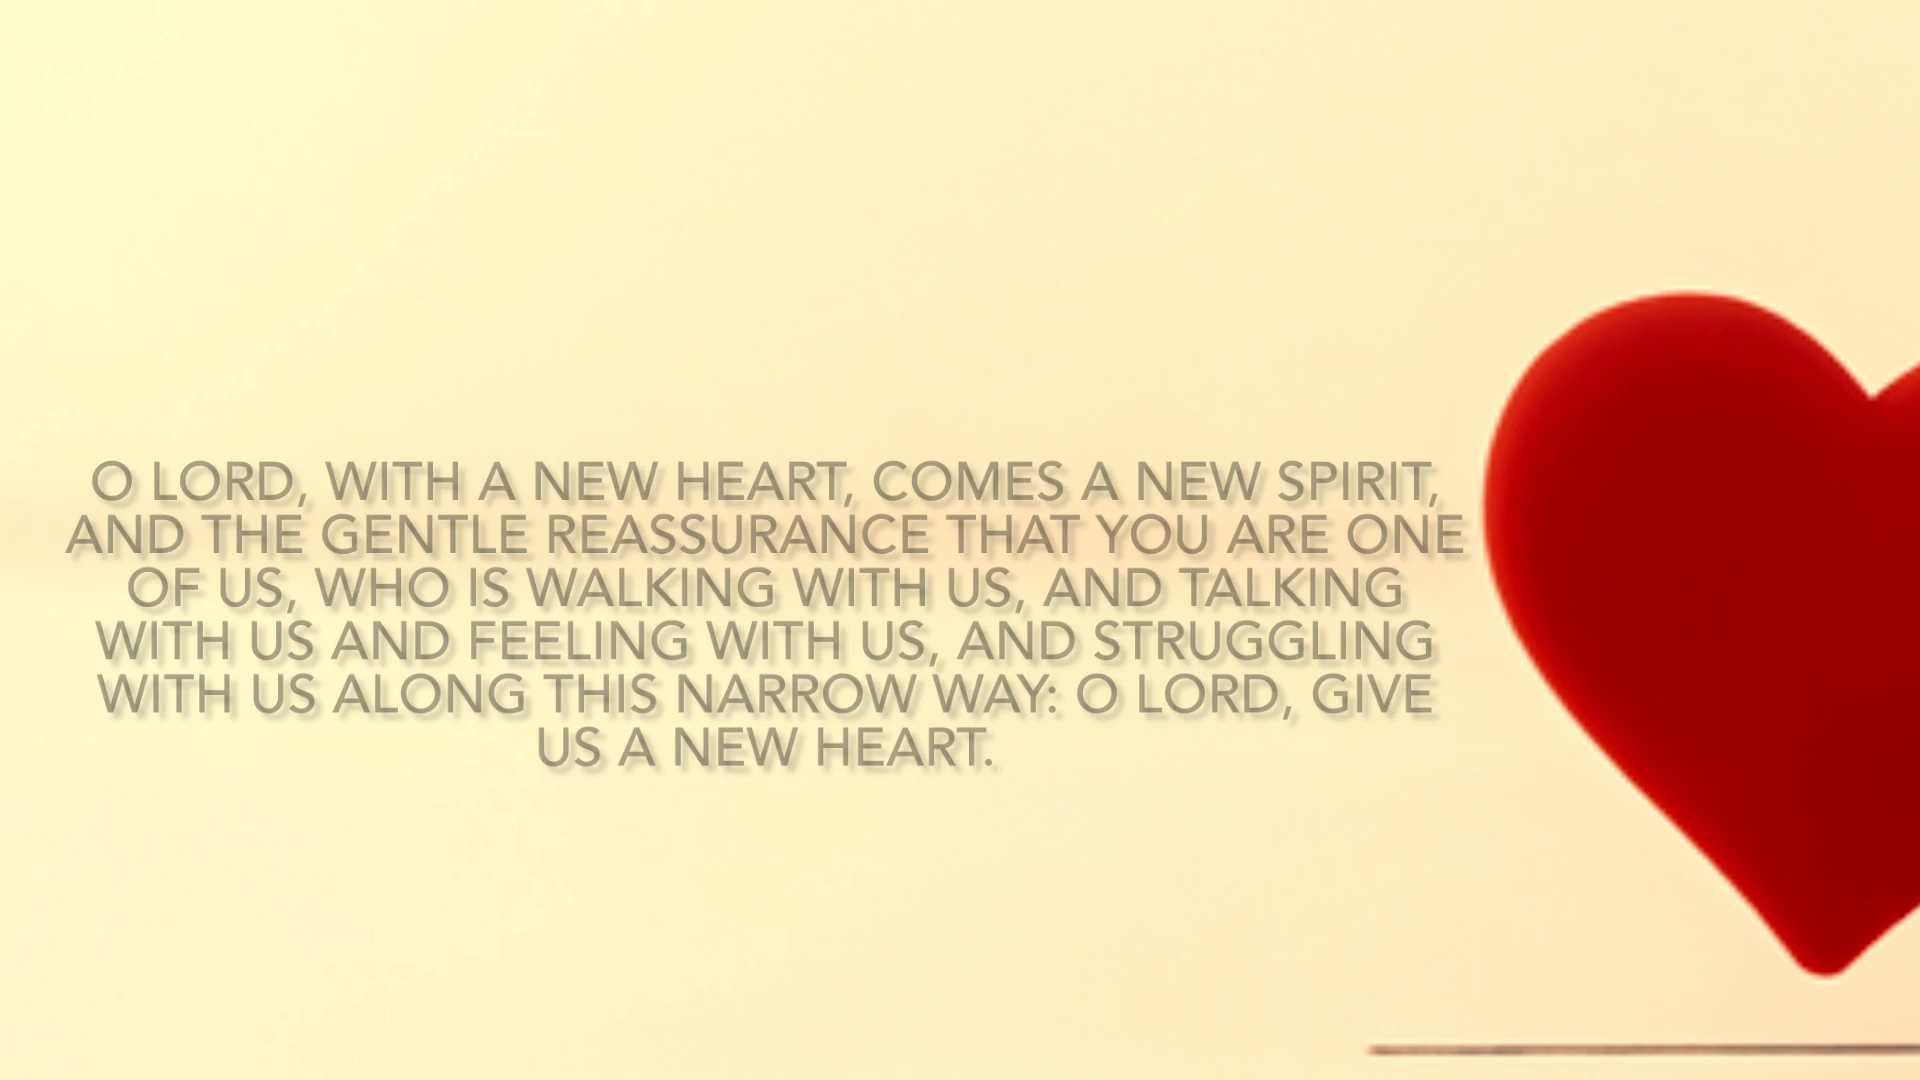 O LORD, WITH A NEW HEART, COMES A NEW SPIRIT,
AND THE GENTLE REASSURANCE THAT YOU ARE ONE
OF US, WHO IS WALKING WITH US, AND TALKING
WITH US AND FEELING WITH US, AND STRUGGLING
WITH US ALONG THIS NARROW WAY: O LORD, GIVE
US A NEW HEART.